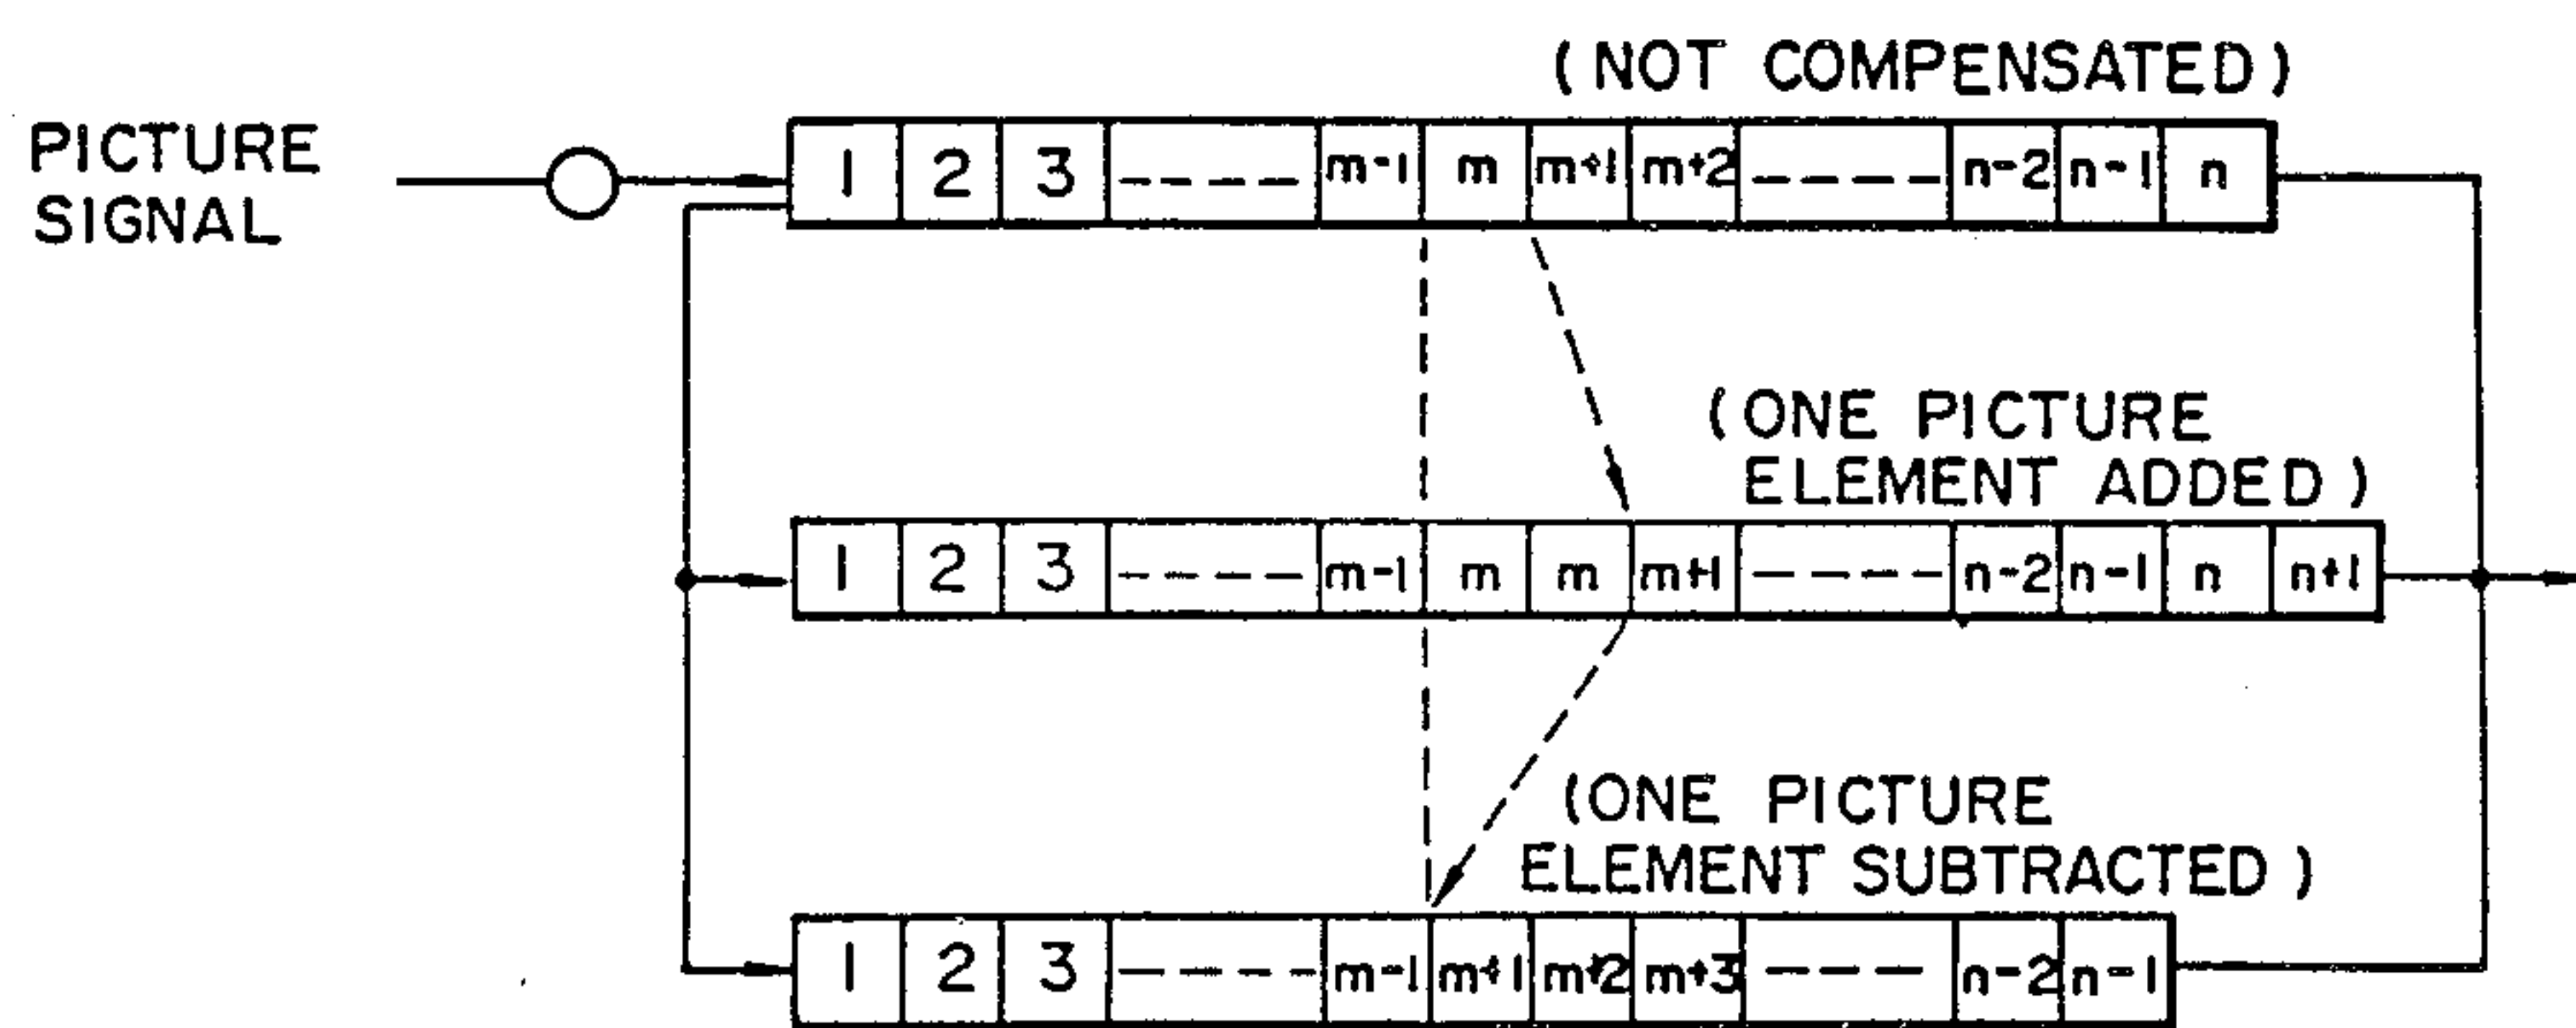 (NOT COMPENSATED)
PICTURE
SIGNAL
1 2 3 ---- m-1 m m+1 m+2 ---- n-2 n-1 n
(ONE PICTURE
ELEMENT ADDED)
1 2 3 ---- m-1 m m m+1 ---- n-2 n-1 n n+1
(ONE PICTURE
ELEMENT SUBTRACTED)
1 2 3 ---- m-1 m+1 m+2 m+3 --- n-2 n-1